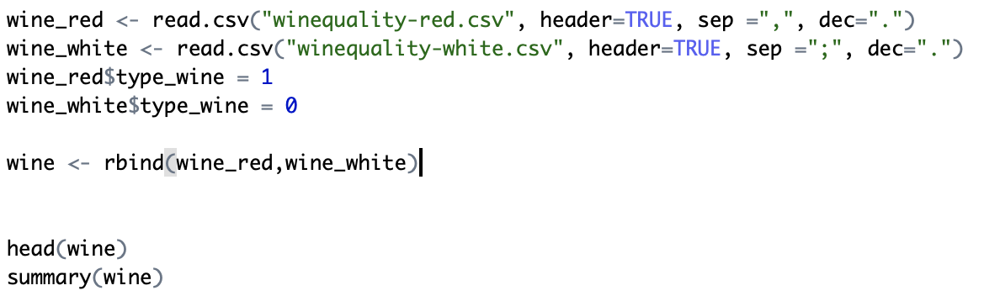 wine_red <- read.csv("winequality-red.csv", header=TRUE, sep =",", dec=".")
wine_white <- read.csv("winequality-white.csv", header=TRUE, sep =";", dec=".")
wine_red$type_wine = 1
wine_white$type_wine = 0
wine <- rbind(wine_red,wine_white)
head(wine)
summary(wine)